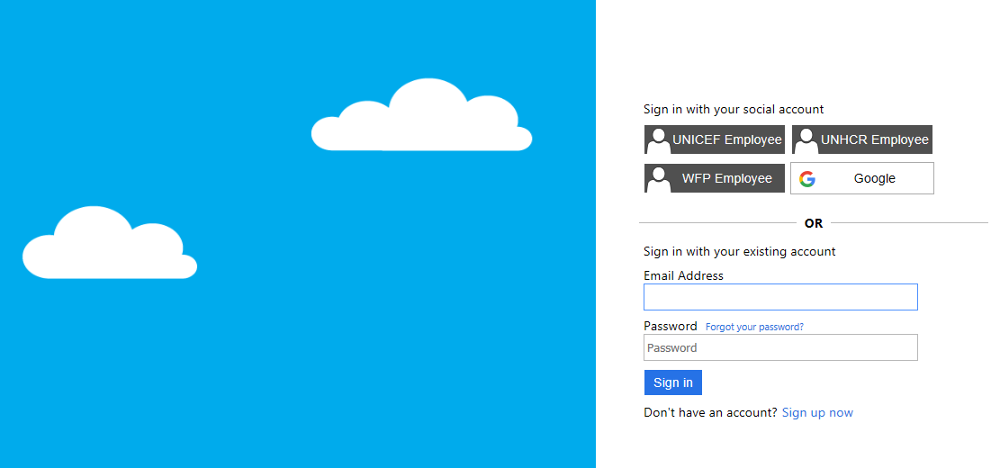 Sign in with your social account
UNICEF Employee
UNHCR Employee
WFP Employee
Google
OR
Sign in with your existing account
Email Address
Password Forgot your password?
Password
Sign in
Don't have an account? Sign up now